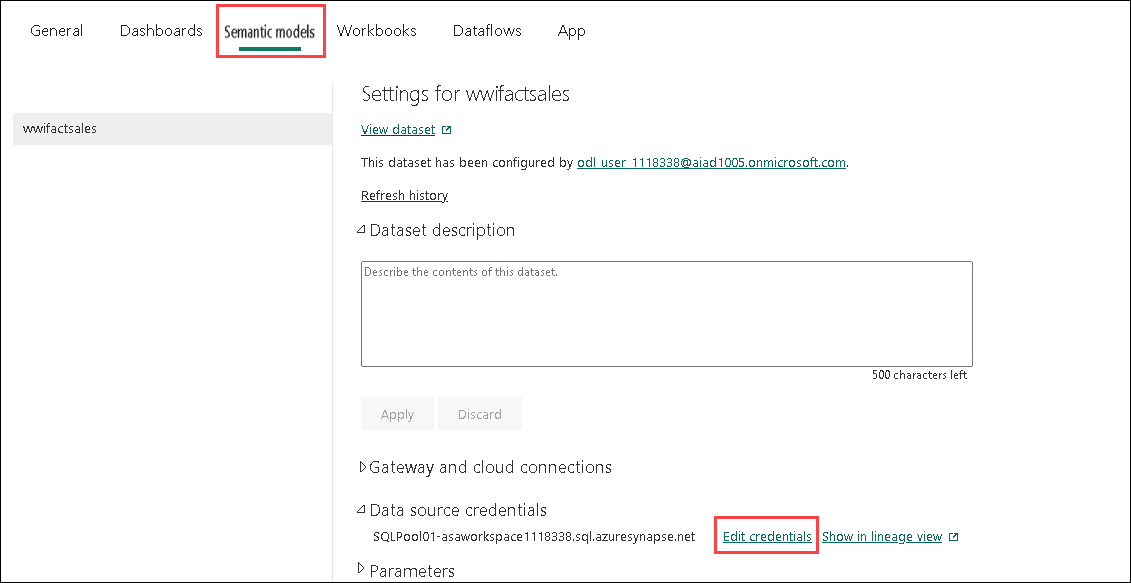 General Dashboards Semantic models Workbooks Dataflows App
Settings for wwifactsales
wwifactsales
View dataset
This dataset has been configured by odl_user_1118338@aiad1005.onmicrosoft.com.
Refresh history
Dataset description
Describe the contents of this dataset.
500 characters left
Apply Discard
Gateway and cloud connections
Data source credentials
SQLPool01-asaworkspace1118338.sql.azuresynapse.net Edit credentials Show in lineage view
Parameters